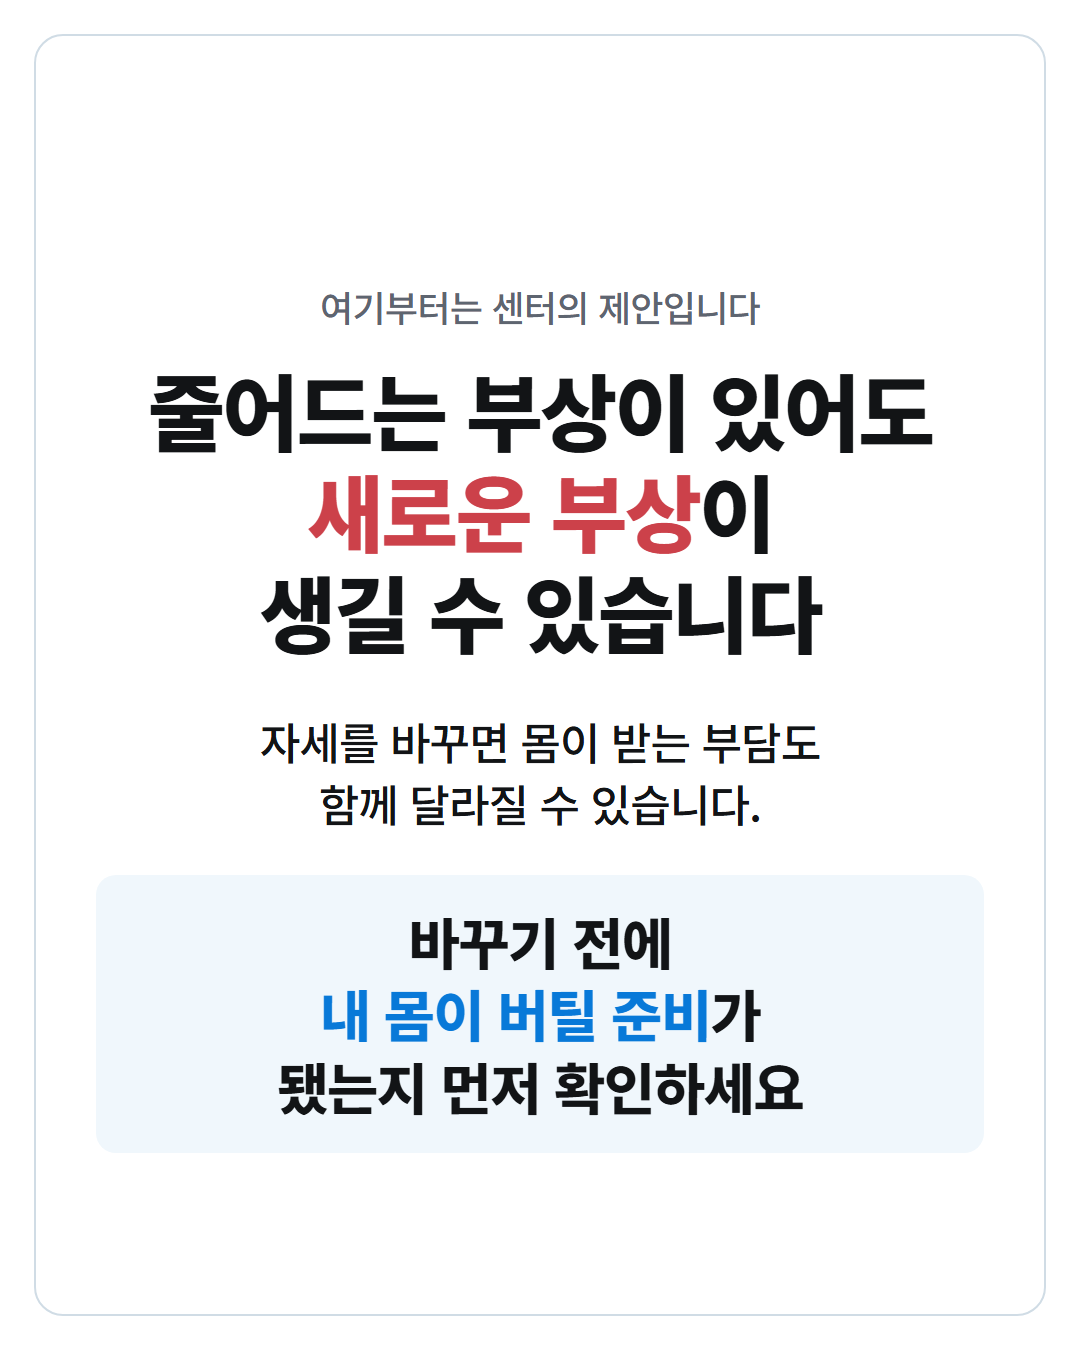 여기부터는 센터의 제안입니다
줄어드는 부상이 있어도
새로운 부상이
생길 수 있습니다
자세를 바꾸면 몸이 받는 부담도
함께 달라질 수 있습니다.
바꾸기 전에
내 몸이 버틸 준비가
됐는지 먼저 확인하세요